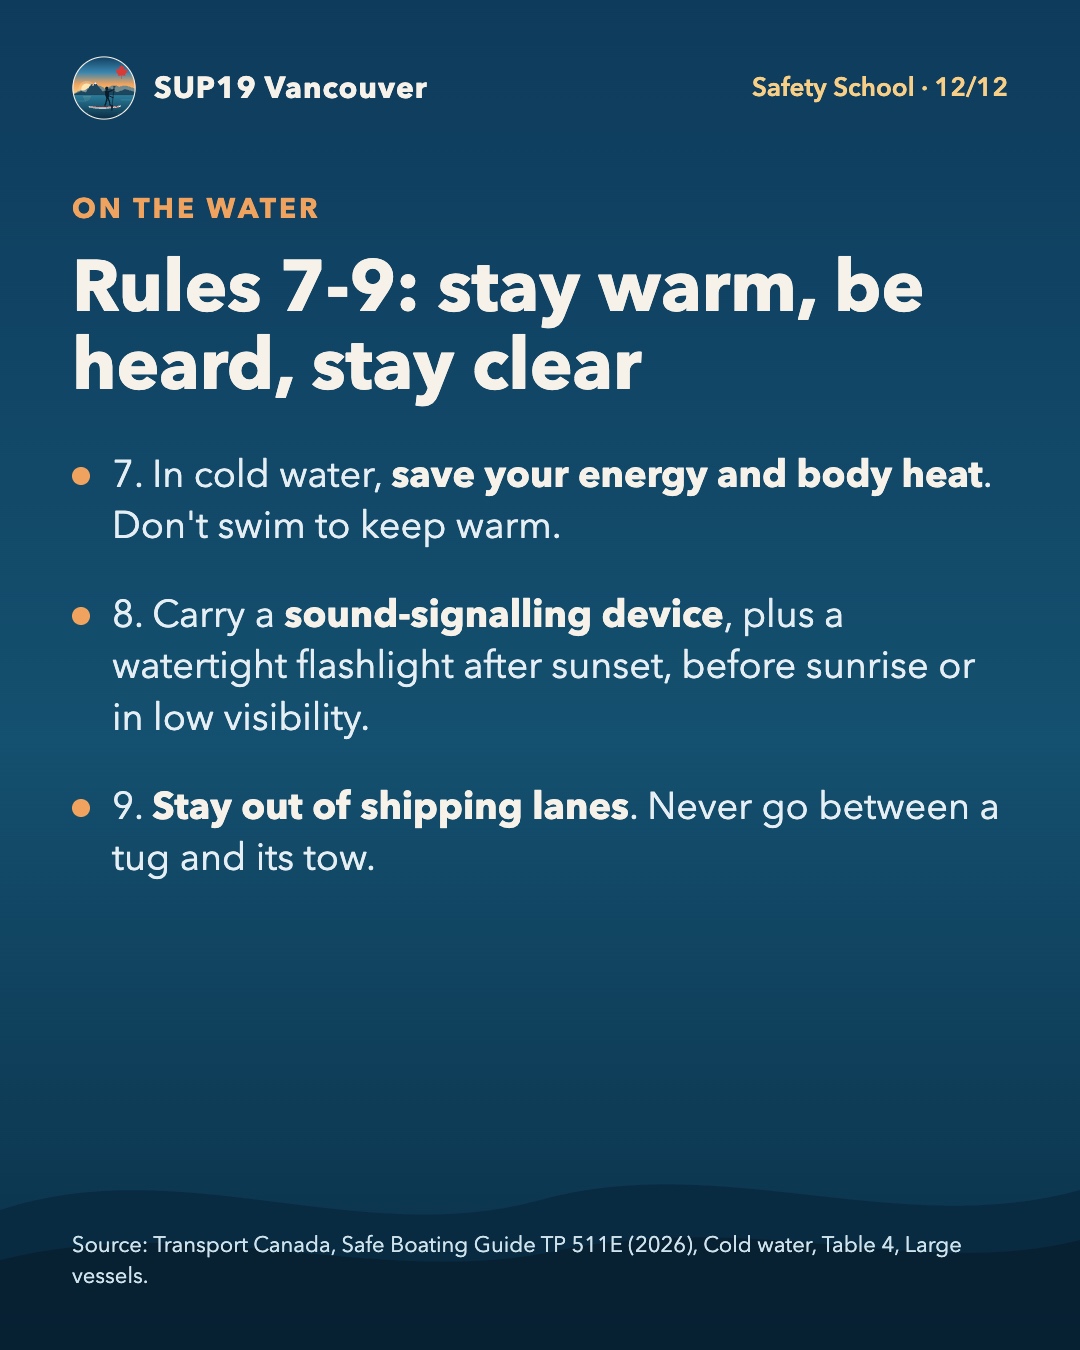 SUP19 Vancouver
Safety School · 12/12
ON THE WATER
Rules 7-9: stay warm, be
heard, stay clear
7. In cold water, save your energy and body heat.
Don't swim to keep warm.
8. Carry a sound-signalling device, plus a
watertight flashlight after sunset, before sunrise or
in low visibility.
9. Stay out of shipping lanes. Never go between a
tug and its tow.
Source: Transport Canada, Safe Boating Guide TP 511E (2026), Cold water, Table 4, Large
vessels.